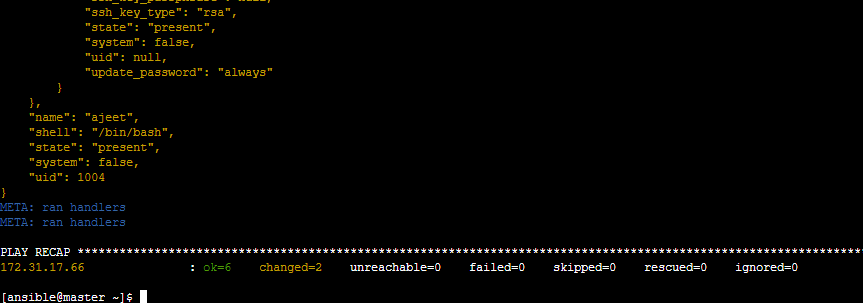 "ssh_key_type": "rsa",
"state": "present",
"system": false,
"uid": null,
"update_password": "always"
}
},
"name": "ajeet",
"shell": "/bin/bash",
"state": "present",
"system": false,
"uid": 1004
}
META: ran handlers
META: ran handlers
PLAY RECAP *********************************************************************************************************
172.31.17.66 : ok=6 changed=2 unreachable=0 failed=0 skipped=0 rescued=0 ignored=0
[ansible@master ~]$